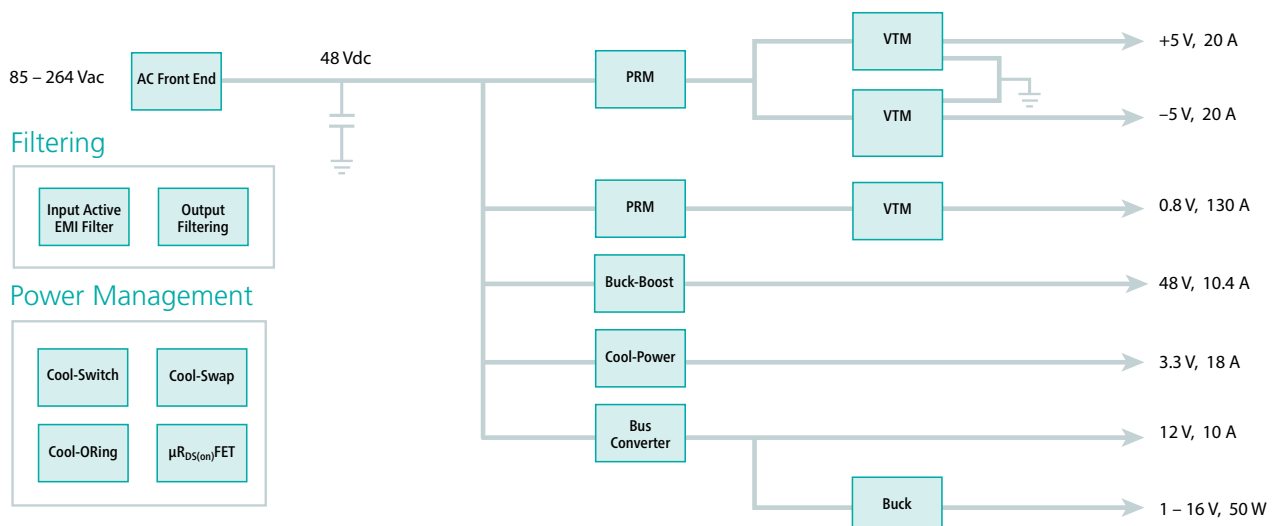 85 – 264 Vac
AC Front End
48 Vdc
PRM
VTM
+5 V, 20 A
VTM
–5 V, 20 A
Filtering
Input Active
EMI Filter
Output
Filtering
PRM
VTM
0.8 V, 130 A
Buck-Boost
48 V, 10.4 A
Power Management
Cool-Switch
Cool-Swap
Cool-ORing
µRDS(on)FET
Cool-Power
3.3 V, 18 A
Bus
Converter
12 V, 10 A
Buck
1 – 16 V, 50 W